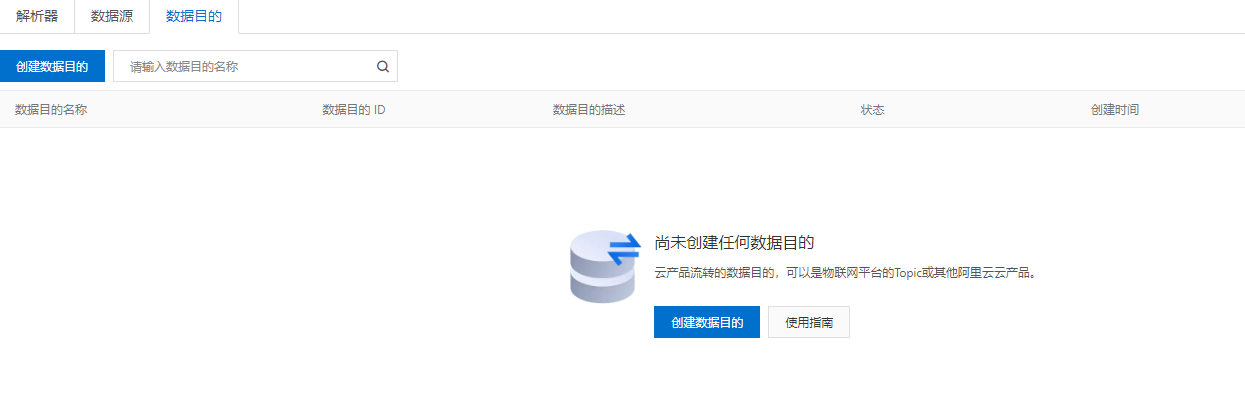 解析器 数据源 数据目的
创建数据目的 请输入数据目的名称
数据目的名称 数据目的 ID 数据目的描述 状态 创建时间
尚未创建任何数据目的
云产品流转的数据目的，可以是物联网平台的Topic或其他阿里云云产品。
创建数据目的 使用指南